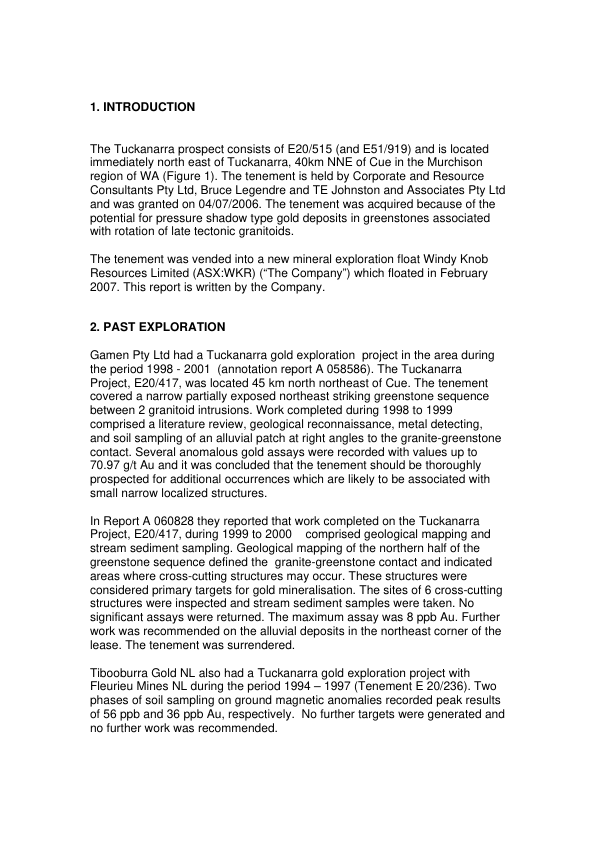 1. INTRODUCTION
The Tuckanarra prospect consists of E20/515 (and E51/919) and is located
immediately north east of Tuckanarra, 40km NNE of Cue in the Murchison
region of WA (Figure 1). The tenement is held by Corporate and Resource
Consultants Pty Ltd, Bruce Legendre and TE Johnston and Associates Pty Ltd
and was granted on 04/07/2006. The tenement was acquired because of the
potential for pressure shadow type gold deposits in greenstones associated
with rotation of late tectonic granitoids.
The tenement was vended into a new mineral exploration float Windy Knob
Resources Limited (ASX:WKR) (“The Company”) which floated in February
2007. This report is written by the Company.
2. PAST EXPLORATION
Gamen Pty Ltd had a Tuckanarra gold exploration  project in the area during
the period 1998 - 2001  (annotation report A 058586). The Tuckanarra
Project, E20/417, was located 45 km north northeast of Cue. The tenement
covered a narrow partially exposed northeast striking greenstone sequence
between 2 granitoid intrusions. Work completed during 1998 to 1999
comprised a literature review, geological reconnaissance, metal detecting,
and soil sampling of an alluvial patch at right angles to the granite-greenstone
contact. Several anomalous gold assays were recorded with values up to
70.97 g/t Au and it was concluded that the tenement should be thoroughly
prospected for additional occurrences which are likely to be associated with
small narrow localized structures.
In Report A 060828 they reported that work completed on the Tuckanarra
Project, E20/417, during 1999 to 2000    comprised geological mapping and
stream sediment sampling. Geological mapping of the northern half of the
greenstone sequence defined the  granite-greenstone contact and indicated
areas where cross-cutting structures may occur. These structures were
considered primary targets for gold mineralisation. The sites of 6 cross-cutting
structures were inspected and stream sediment samples were taken. No
significant assays were returned. The maximum assay was 8 ppb Au. Further
work was recommended on the alluvial deposits in the northeast corner of the
lease. The tenement was surrendered.
Tibooburra Gold NL also had a Tuckanarra gold exploration project with
Fleurieu Mines NL during the period 1994 – 1997 (Tenement E 20/236). Two
phases of soil sampling on ground magnetic anomalies recorded peak results
of 56 ppb and 36 ppb Au, respectively.  No further targets were generated and
no further work was recommended.